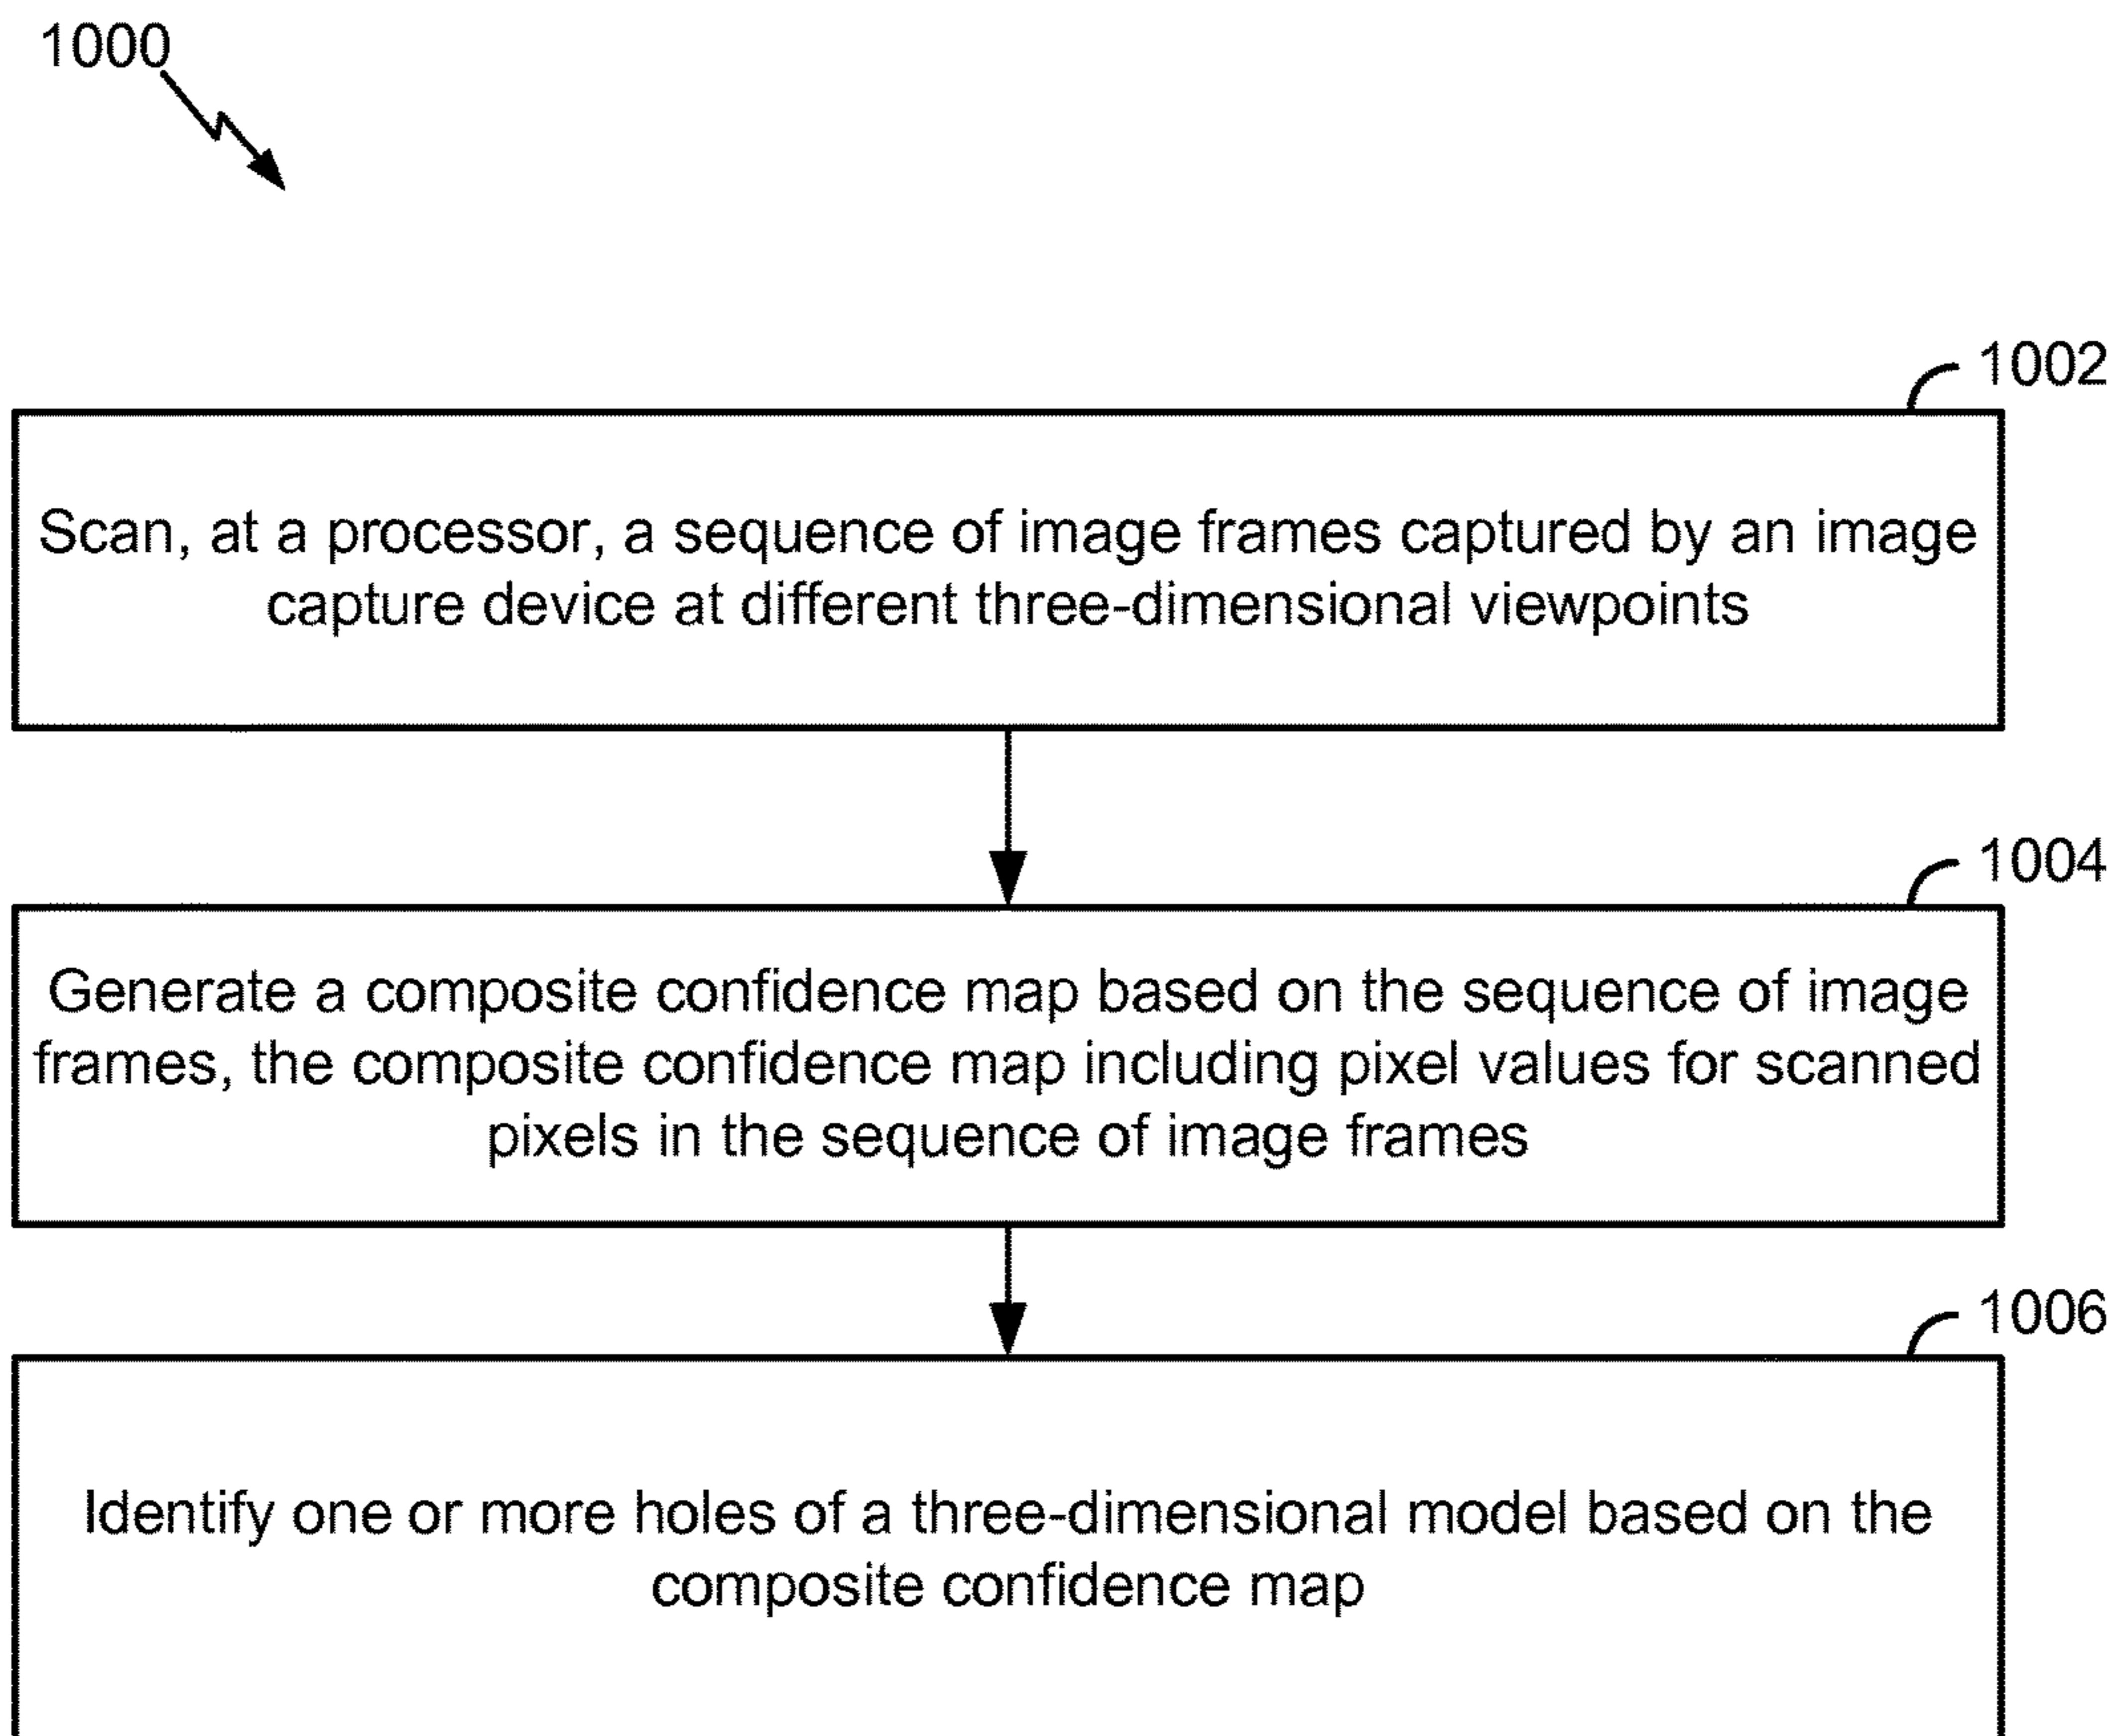 1000
1002
Scan, at a processor, a sequence of image frames captured by an image
capture device at different three-dimensional viewpoints
1004
Generate a composite confidence map based on the sequence of image
frames, the composite confidence map including pixel values for scanned
pixels in the sequence of image frames
1006
Identify one or more holes of a three-dimensional model based on the
composite confidence map